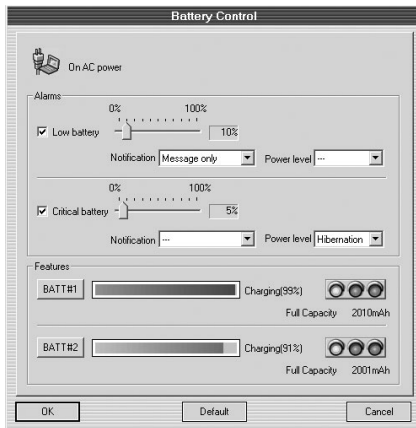 Battery Control
On AC power
Alarms
0% 100%
Low battery 10%
Notification Message only Power level ---
0% 100%
Critical battery 5%
Notification --- Power level Hibernation
Features
BATT#1 Charging(99%)
Full Capacity 2010mAh
BATT#2 Charging(91%)
Full Capacity 2001mAh
OK Default Cancel